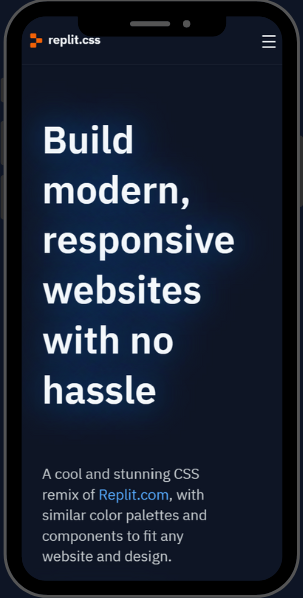 replit.css
Build
modern,
responsive
websites
with no
hassle
A cool and stunning CSS
remix of Replit.com, with
similar color palettes and
components to fit any
website and design.